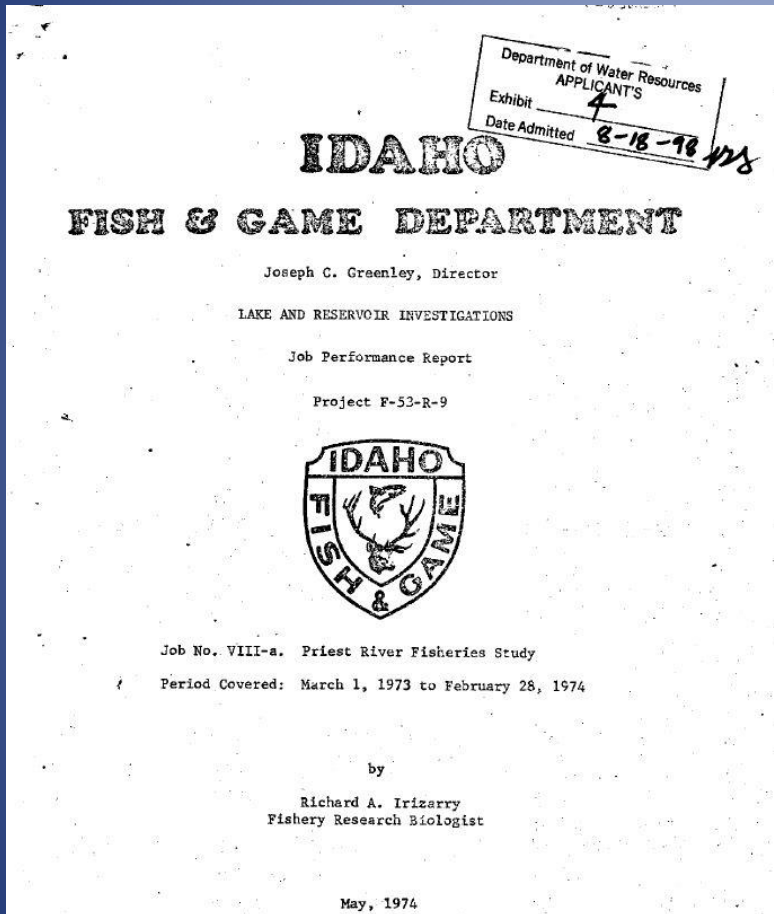 Department of Water Resources
APPLICANT'S
Exhibit 4
Date Admitted 8-18-98
IDAHO
FISH & GAME DEPARTMENT
Joseph C. Greenley, Director
LAKE AND RESERVOIR INVESTIGATIONS
Job Performance Report
Project F-53-R-9
IDAHO
FISH & GAME
Job No. VIII-a. Priest River Fisheries Study
Period Covered: March 1, 1973 to February 28, 1974
by
Richard A. Irizarry
Fishery Research Biologist
May, 1974